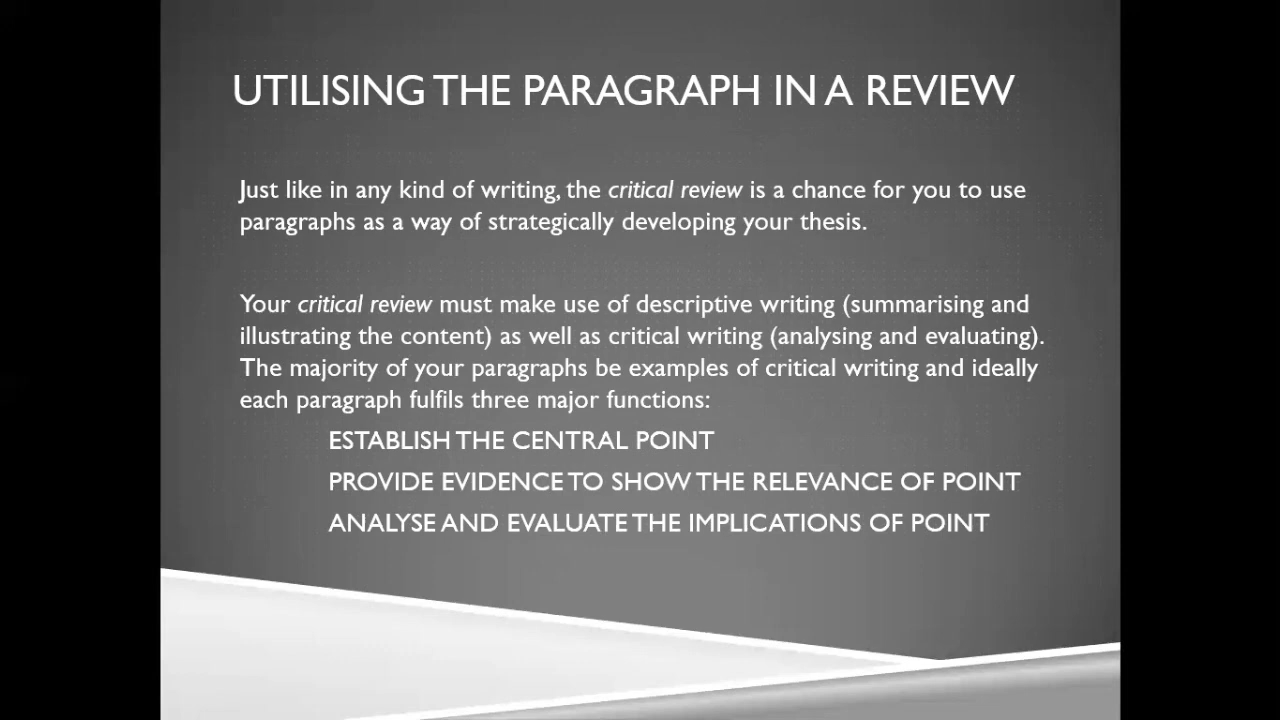 UTILISING THE PARAGRAPH IN A REVIEW
Just like in any kind of writing, the critical review is a chance for you to use
paragraphs as a way of strategically developing your thesis.
Your critical review must make use of descriptive writing (summarising and
illustrating the content) as well as critical writing (analysing and evaluating).
The majority of your paragraphs be examples of critical writing and ideally
each paragraph fulfils three major functions:
ESTABLISH THE CENTRAL POINT
PROVIDE EVIDENCE TO SHOW THE RELEVANCE OF POINT
ANALYSE AND EVALUATE THE IMPLICATIONS OF POINT